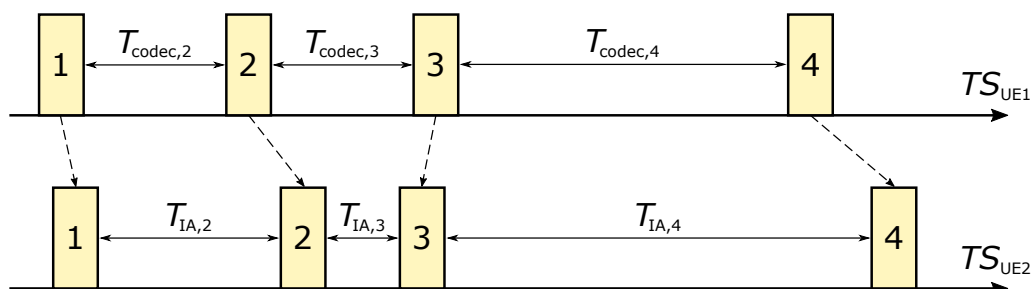 1 T_codec,2 2 T_codec,3 3 T_codec,4 4 TS_UE1
1 T_IA,2 2 T_IA,3 3 T_IA,4 4 TS_UE2